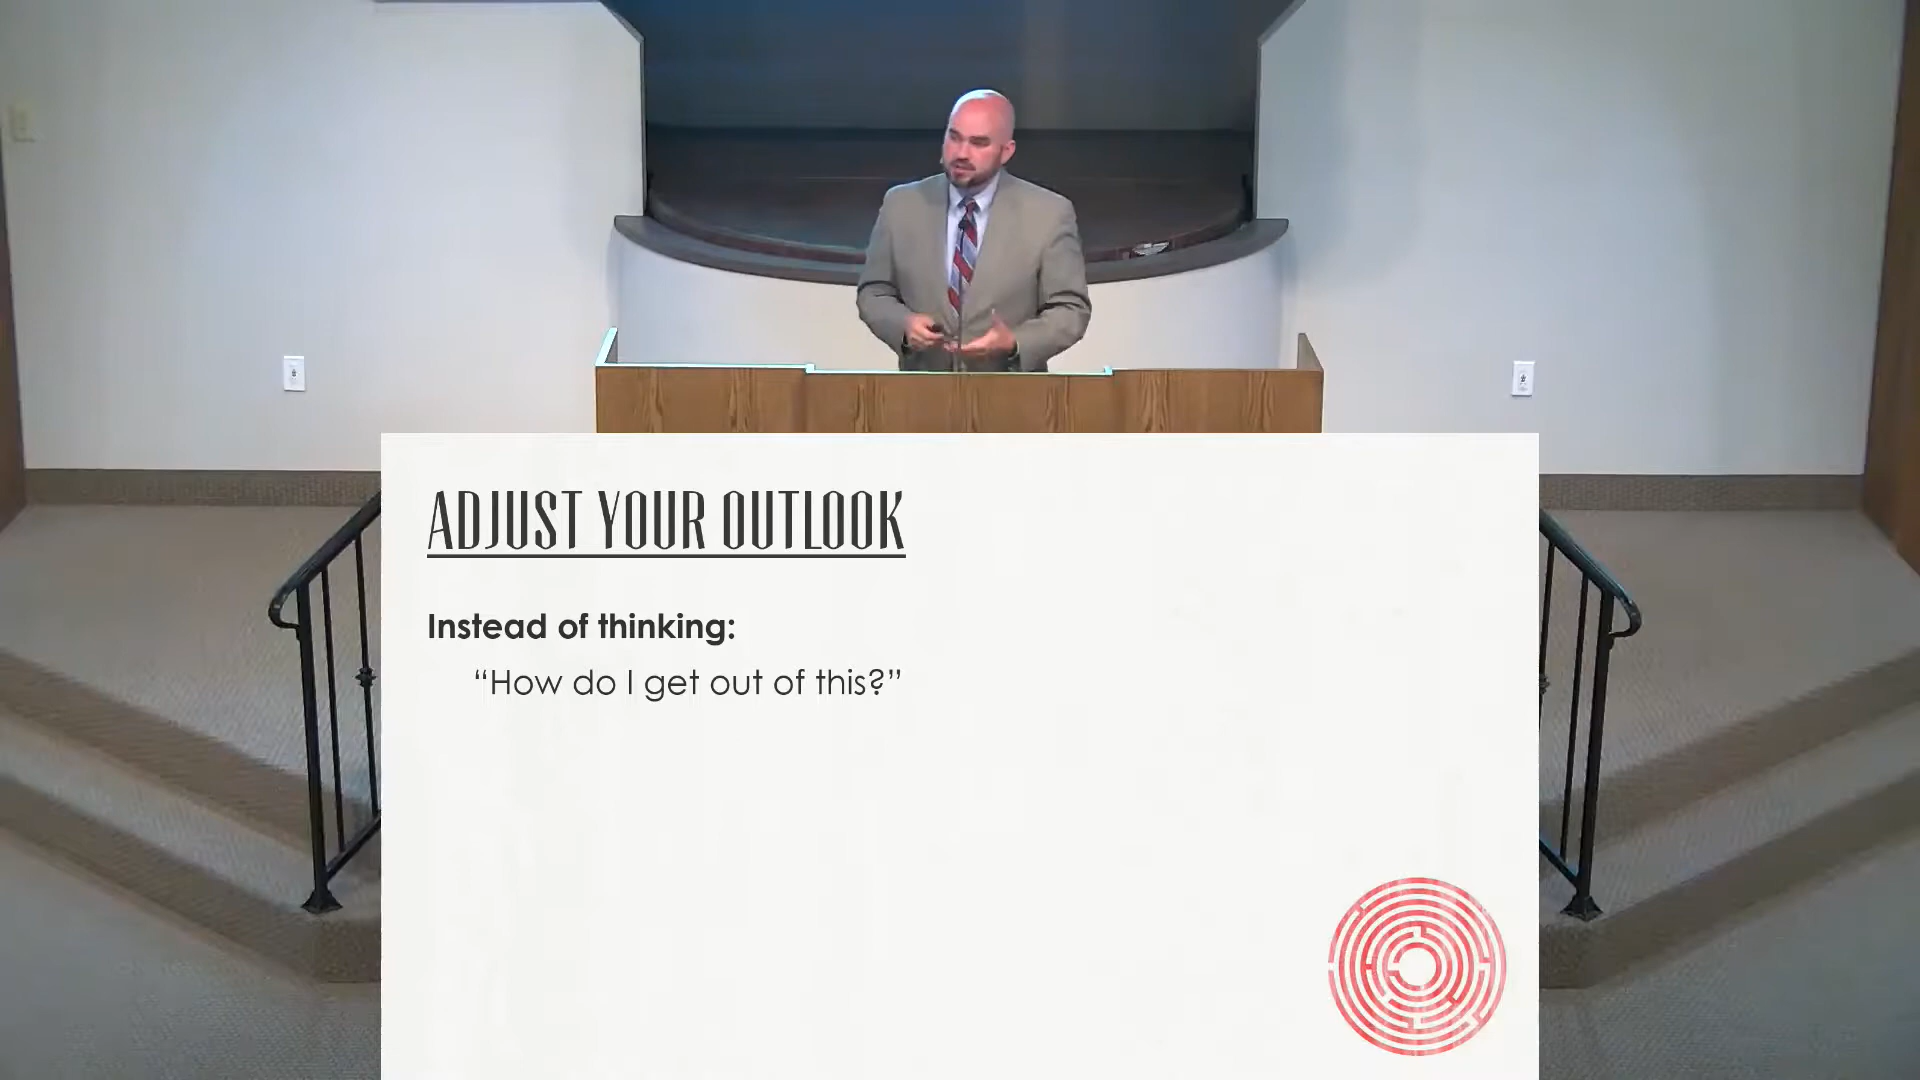 ADJUST YOUR OUTLOOK
Instead of thinking:
“How do I get out of this?”